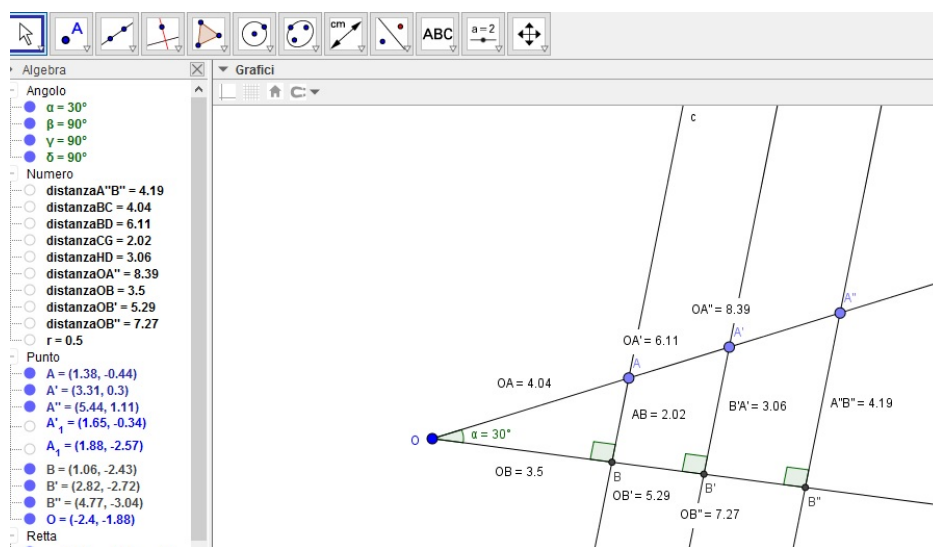 A
cm
ABC
a=2
Algebra
Grafici
Angolo
α = 30°
β = 90°
γ = 90°
δ = 90°
Numero
distanzaA"B" = 4.19
distanzaBC = 4.04
distanzaBD = 6.11
distanzaCG = 2.02
distanzaHD = 3.06
distanzaOA" = 8.39
distanzaOB = 3.5
distanzaOB' = 5.29
distanzaOB" = 7.27
r = 0.5
Punto
A = (1.38, -0.44)
A' = (3.31, 0.3)
A" = (5.44, 1.11)
A'₁ = (1.65, -0.34)
A₁ = (1.88, -2.57)
B = (1.06, -2.43)
B' = (2.82, -2.72)
B" = (4.77, -3.04)
O = (-2.4, -1.88)
Retta
c
A"
OA" = 8.39
A'
OA' = 6.11
A
OA = 4.04
AB = 2.02
B'A' = 3.06
A"B" = 4.19
O
α = 30°
OB = 3.5
B
OB' = 5.29
B'
OB" = 7.27
B"